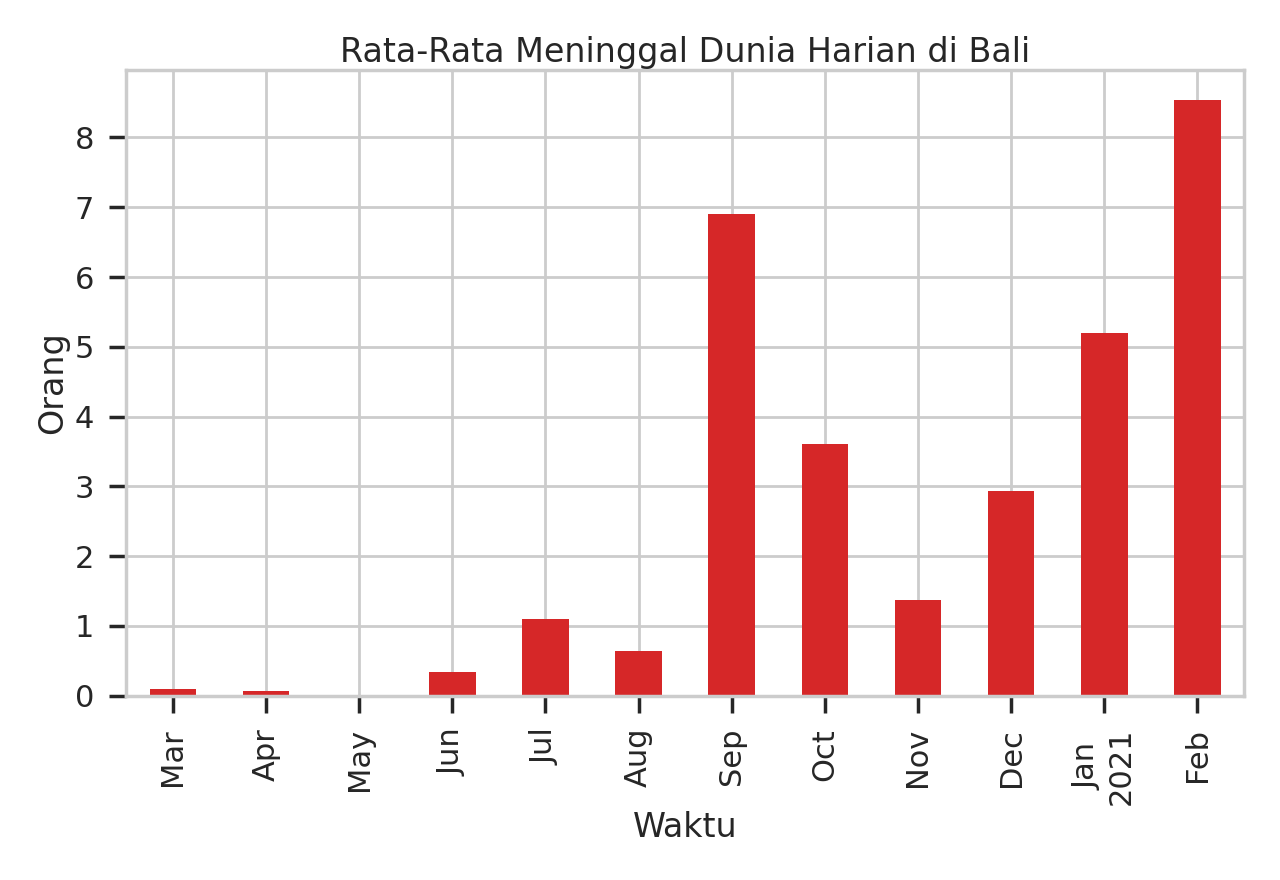 Rata-Rata Meninggal Dunia Harian di Bali
Orang
8
7
6
5
4
3
2
1
0
Mar
Apr
May
Jun
Jul
Aug
Sep
Oct
Nov
Dec
Jan
2021
Feb
Waktu